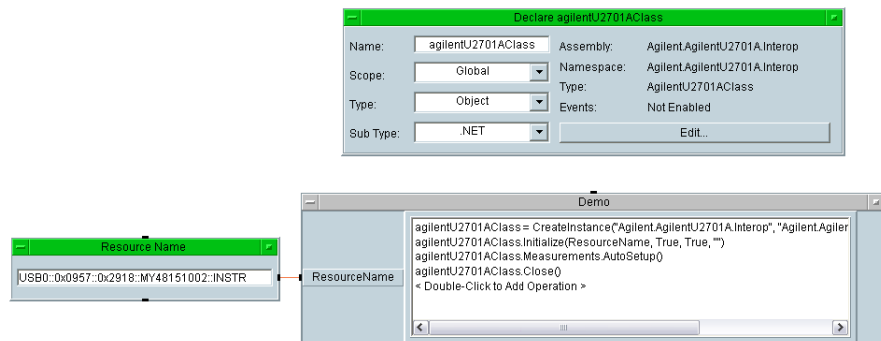 Declare agilentU2701AClass
Name: agilentU2701AClass Assembly: Agilent.AgilentU2701A.Interop
Scope: Global Namespace: Agilent.AgilentU2701A.Interop
Type: Object Type: AgilentU2701AClass
Events: Not Enabled
Sub Type: .NET Edit...
Demo
agilentU2701AClass = CreateInstance("Agilent.AgilentU2701A.Interop", "Agilent.Agiler
agilentU2701AClass.Initialize(ResourceName, True, True, "")
agilentU2701AClass.Measurements.AutoSetup()
agilentU2701AClass.Close()
< Double-Click to Add Operation >
Resource Name
USB0::0x0957::0x2918::MY48151002::INSTR
ResourceName